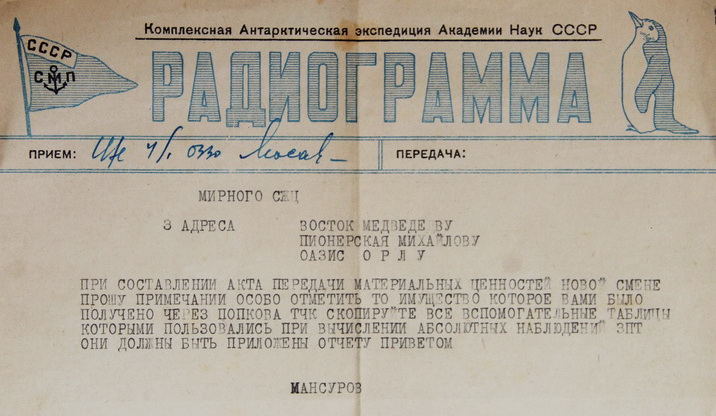 Комплексная Антарктическая экспедиция Академии Наук СССР
СССР
СМП
РАДИОГРАММА
ПРИЕМ: 4/I 0330
ПЕРЕДАЧА:
МИРНОГО СЖЦ
3 АДРЕСА ВОСТОК МЕДВЕДЕВУ
ПИОНЕРСКАЯ МИХАЙЛОВУ
ОАЗИС ОРЛУ
ПРИ СОСТАВЛЕНИИ АКТА ПЕРЕДАЧИ МАТЕРИАЛЬНЫХ ЦЕННОСТЕЙ НОВОЙ СМЕНЕ
ПРОШУ ПРИМЕЧАНИИ ОСОБО ОТМЕТИТЬ ТО ИМУЩЕСТВО КОТОРОЕ ВАМИ БЫЛО
ПОЛУЧЕНО ЧЕРЕЗ ПОПКОВА ТЧК СКОПИРУЙТЕ ВСЕ ВСПОМОГАТЕЛЬНЫЕ ТАБЛИЦЫ
КОТОРЫМИ ПОЛЬЗОВАЛИСЬ ПРИ ВЫЧИСЛЕНИИ АБСОЛЮТНЫХ НАБЛЮДЕНИЙ ЗПТ
ОНИ ДОЛЖНЫ БЫТЬ ПРИЛОЖЕНЫ ОТЧЕТУ ПРИВЕТОМ
МАНСУРОВ